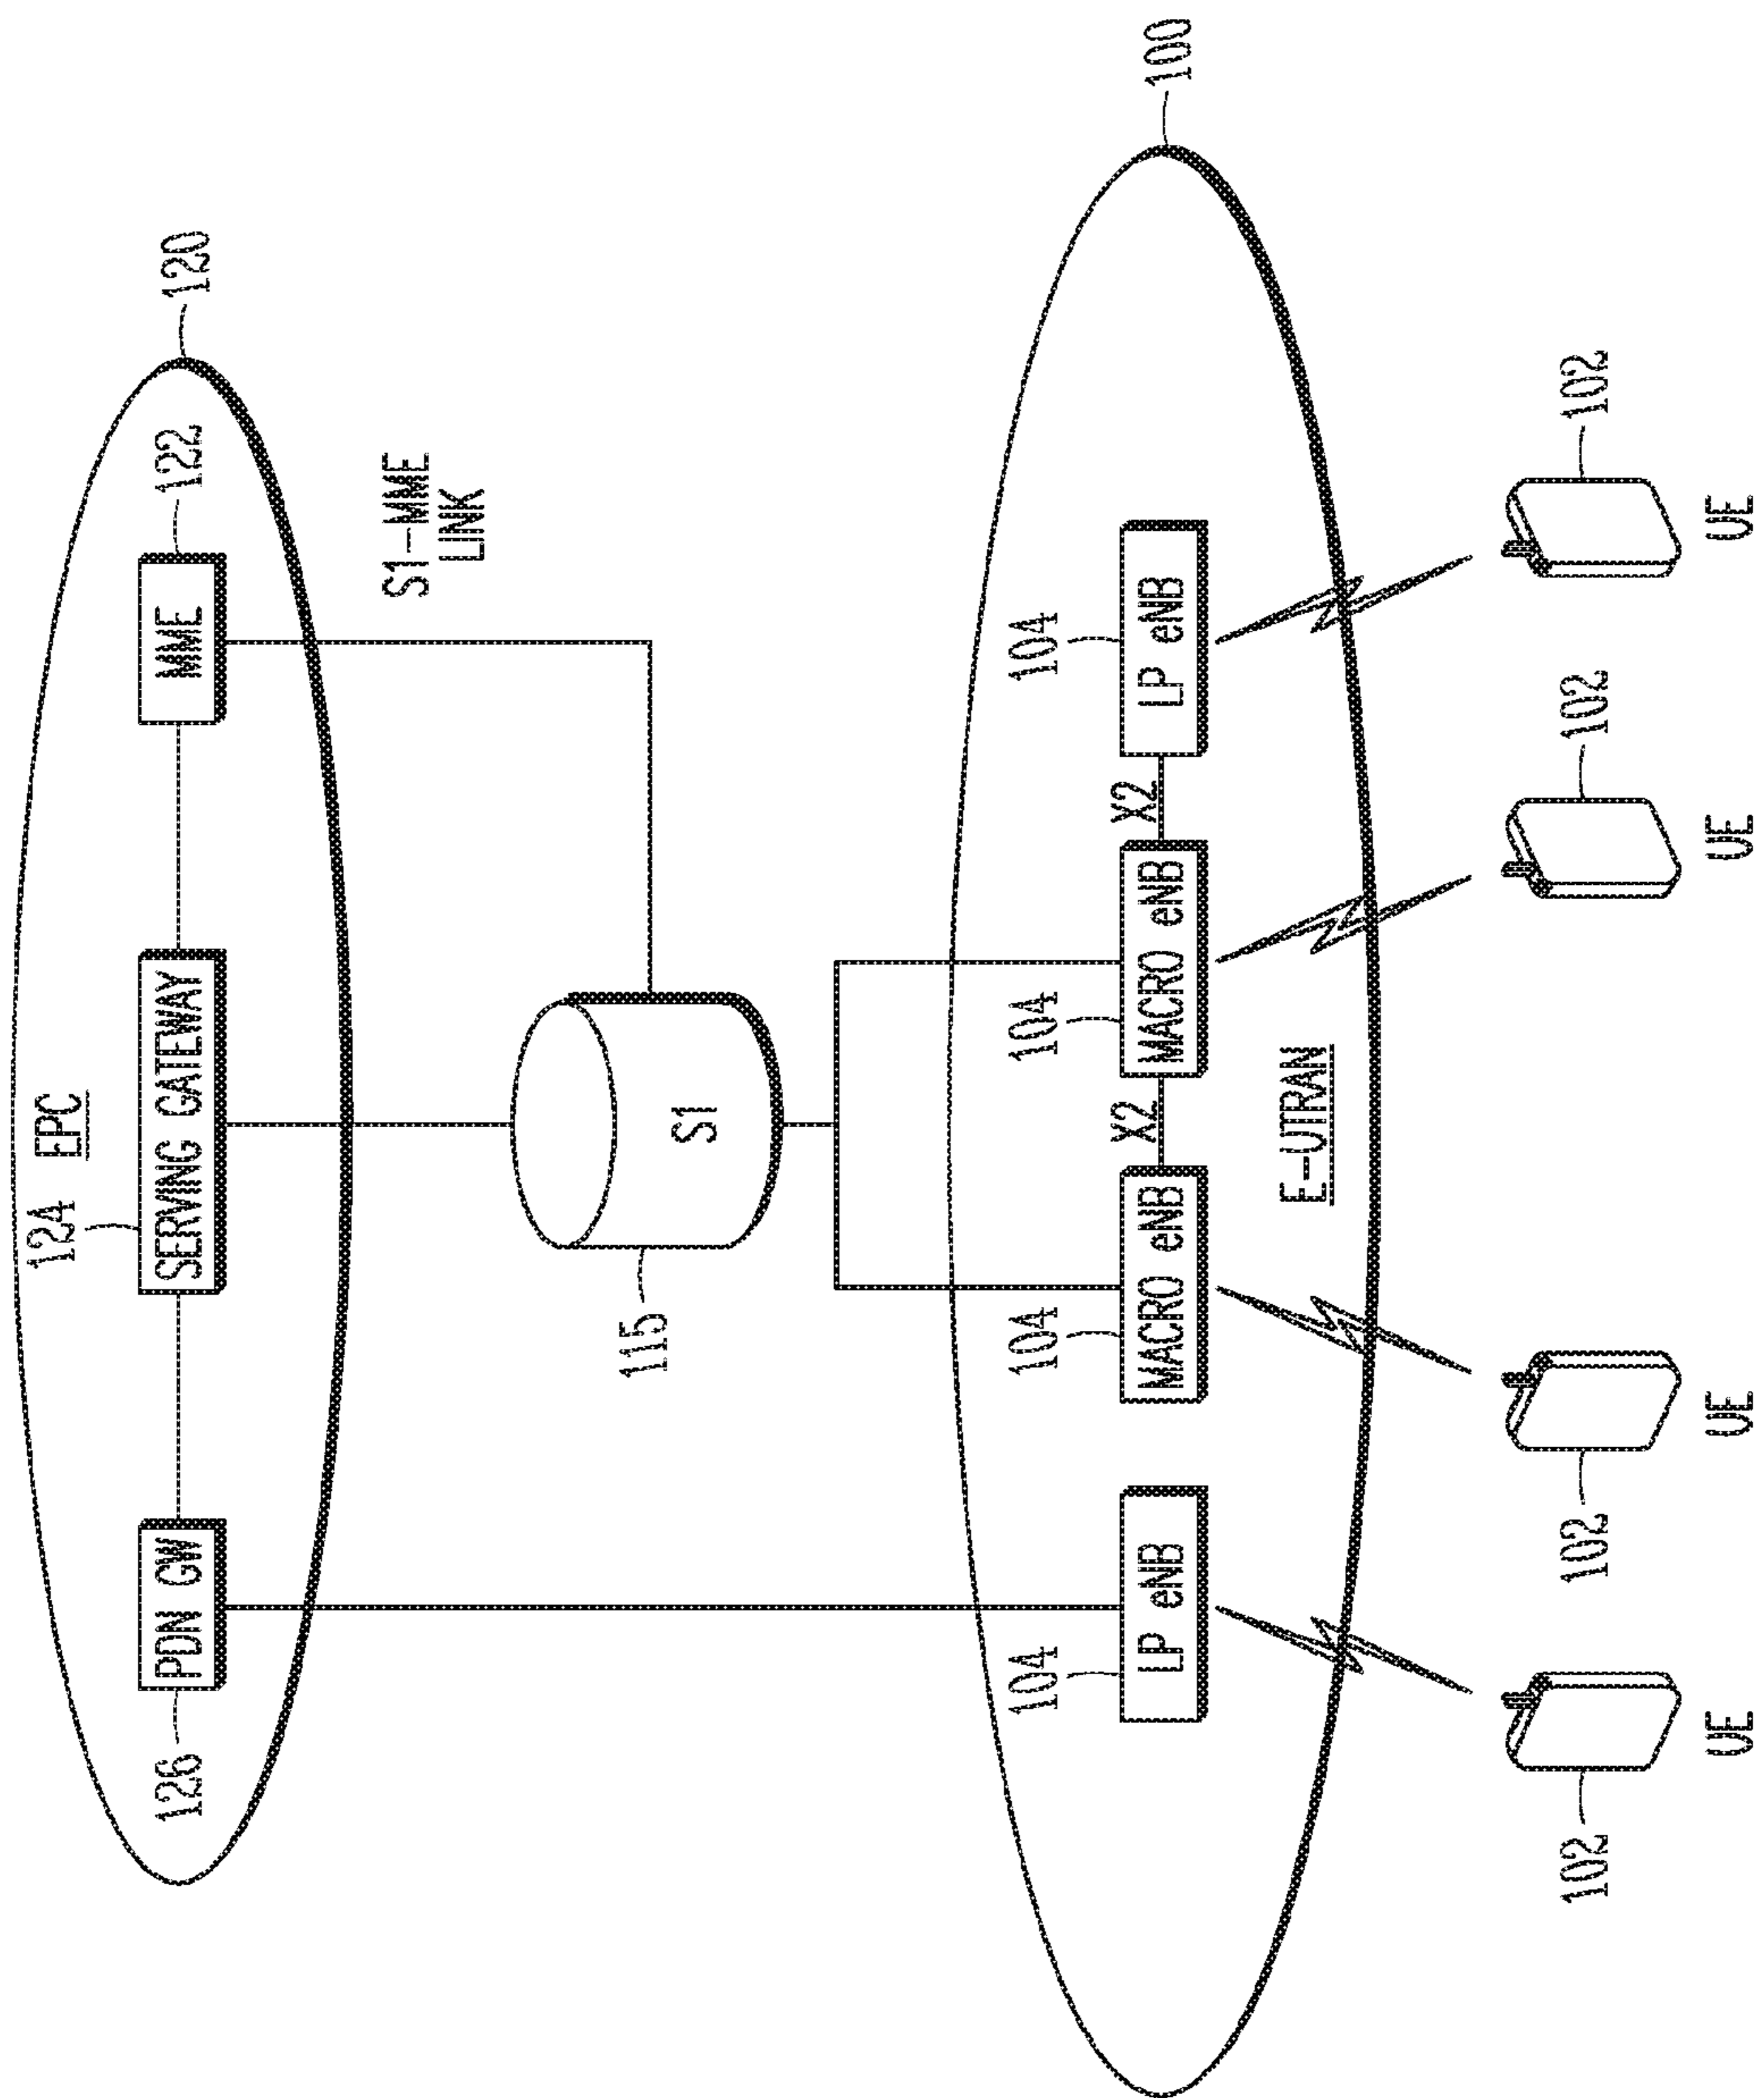 120
EPC
126
PDN GW
124
SERVING GATEWAY
MME
122
S1-MME
LINK
115
S1
100
104
LP eNB
104
MACRO eNB
X2
104
MACRO eNB
X2
104
LP eNB
E-UTRAN
102
UE
102
UE
102
UE
102
UE